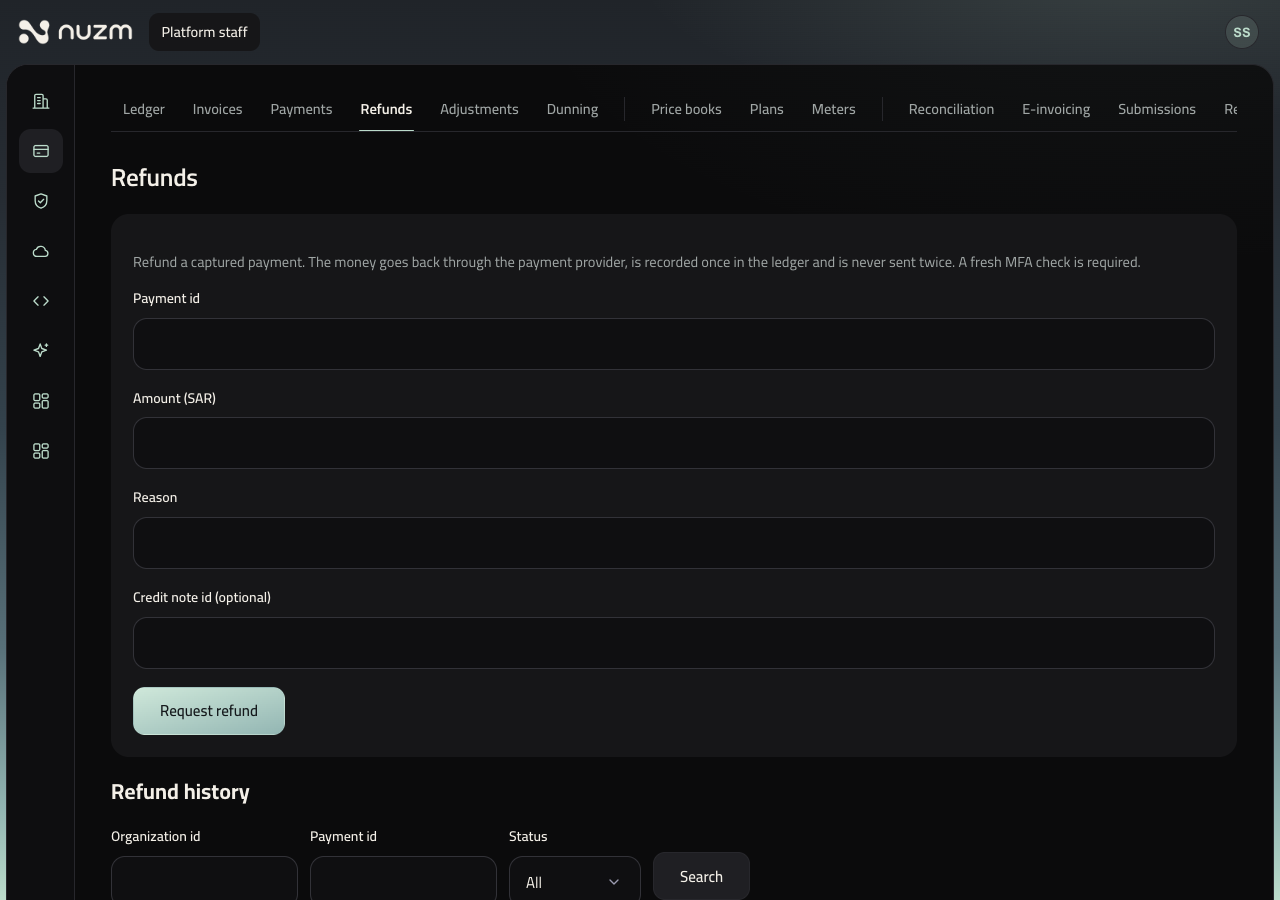 nuzm
Platform staff
SS
Ledger Invoices Payments Refunds Adjustments Dunning Price books Plans Meters Reconciliation E-invoicing Submissions Re
Refunds
Refund a captured payment. The money goes back through the payment provider, is recorded once in the ledger and is never sent twice. A fresh MFA check is required.
Payment id
Amount (SAR)
Reason
Credit note id (optional)
Request refund
Refund history
Organization id Payment id Status
All
Search